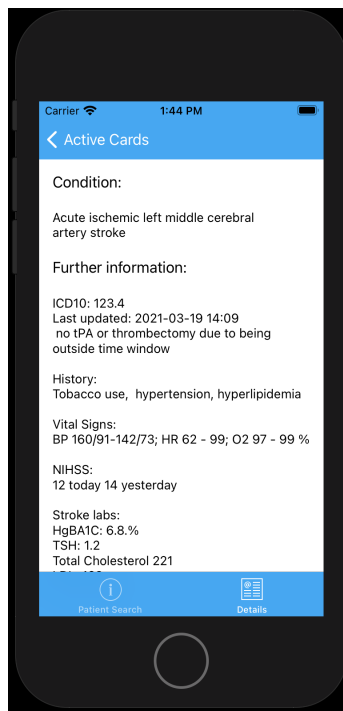 Carrier 1:44 PM
Active Cards
Condition:
Acute ischemic left middle cerebral
artery stroke
Further information:
ICD10: 123.4
Last updated: 2021-03-19 14:09
no tPA or thrombectomy due to being
outside time window
History:
Tobacco use, hypertension, hyperlipidemia
Vital Signs:
BP 160/91-142/73; HR 62 - 99; O2 97 - 99 %
NIHSS:
12 today 14 yesterday
Stroke labs:
HgBA1C: 6.8.%
TSH: 1.2
Total Cholesterol 221
Patient Search
Details